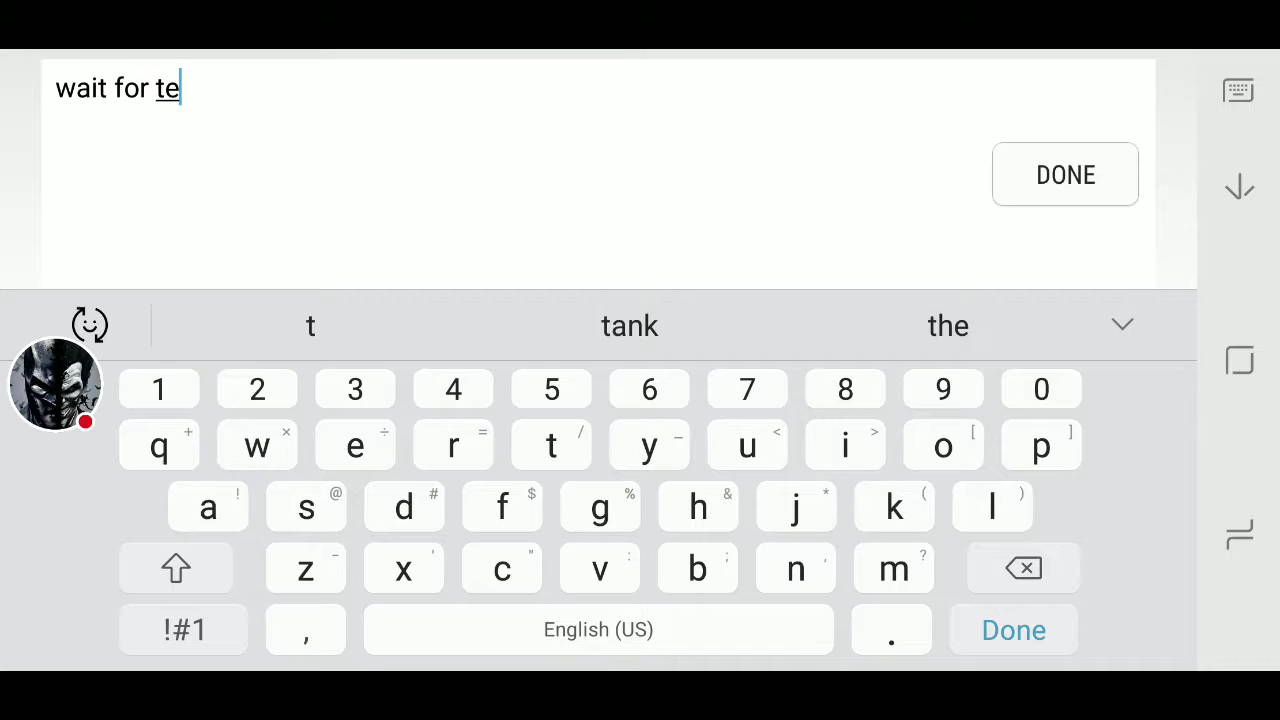 wait for te
DONE
t tank the
1 2 3 4 5 6 7 8 9 0
q + w × e ÷ r = t / y _ u < i > o [ p ]
a ! s @ d # f $ g % h & j * k ( l )
z - x ' c " v : b ; n , m ?
!#1 , English (US) . Done